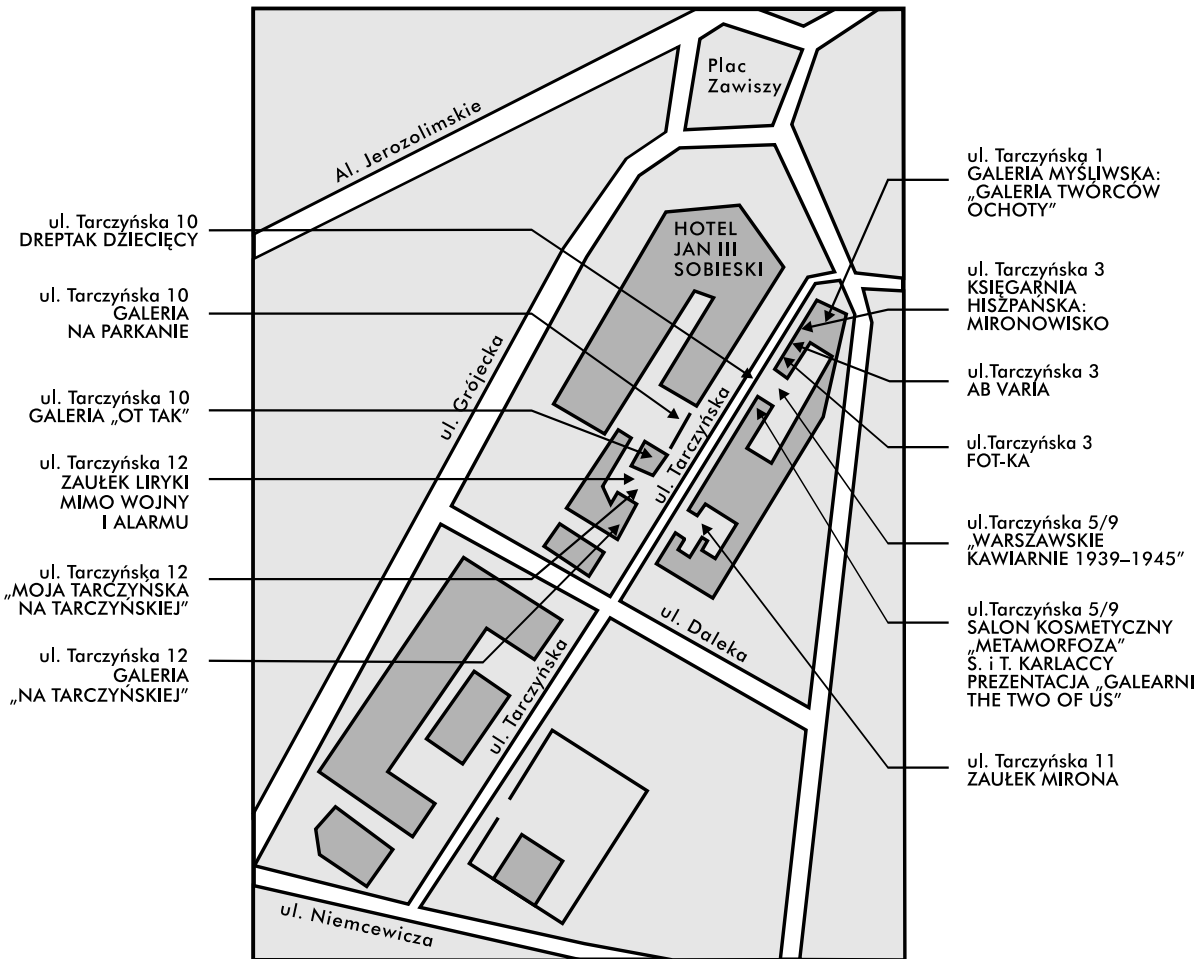 Plac
Zawiszy
Al. Jerozolimskie
ul. Tarczyńska 10
DREPTAK DZIECIĘCY
ul. Tarczyńska 10
GALERIA
NA PARKANIE
ul. Tarczyńska 10
GALERIA „OT TAK”
ul. Tarczyńska 12
ZAUŁEK LIRYKI
MIMO WOJNY
I ALARMU
ul. Tarczyńska 12
„MOJA TARCZYŃSKA
NA TARCZYŃSKIEJ”
ul. Tarczyńska 12
GALERIA
„NA TARCZYŃSKIEJ”
HOTEL
JAN III
SOBIESKI
ul. Grójecka
ul. Tarczyńska
ul. Daleka
ul. Tarczyńska
ul. Niemcewicza
ul. Tarczyńska 1
GALERIA MYŚLIWSKA:
„GALERIA TWÓRCÓW
OCHOTY”
ul. Tarczyńska 3
KSIĘGARNIA
HISZPAŃSKA:
MIRONOWISKO
ul.Tarczyńska 3
AB VARIA
ul.Tarczyńska 3
FOT-KA
ul.Tarczyńska 5/9
„WARSZAWSKIE
KAWIARNIE 1939–1945”
ul.Tarczyńska 5/9
SALON KOSMETYCZNY
„METAMORFOZA”
S. i T. KARLACCY
PREZENTACJA „GALEARNI
THE TWO OF US”
ul. Tarczyńska 11
ZAUŁEK MIRONA